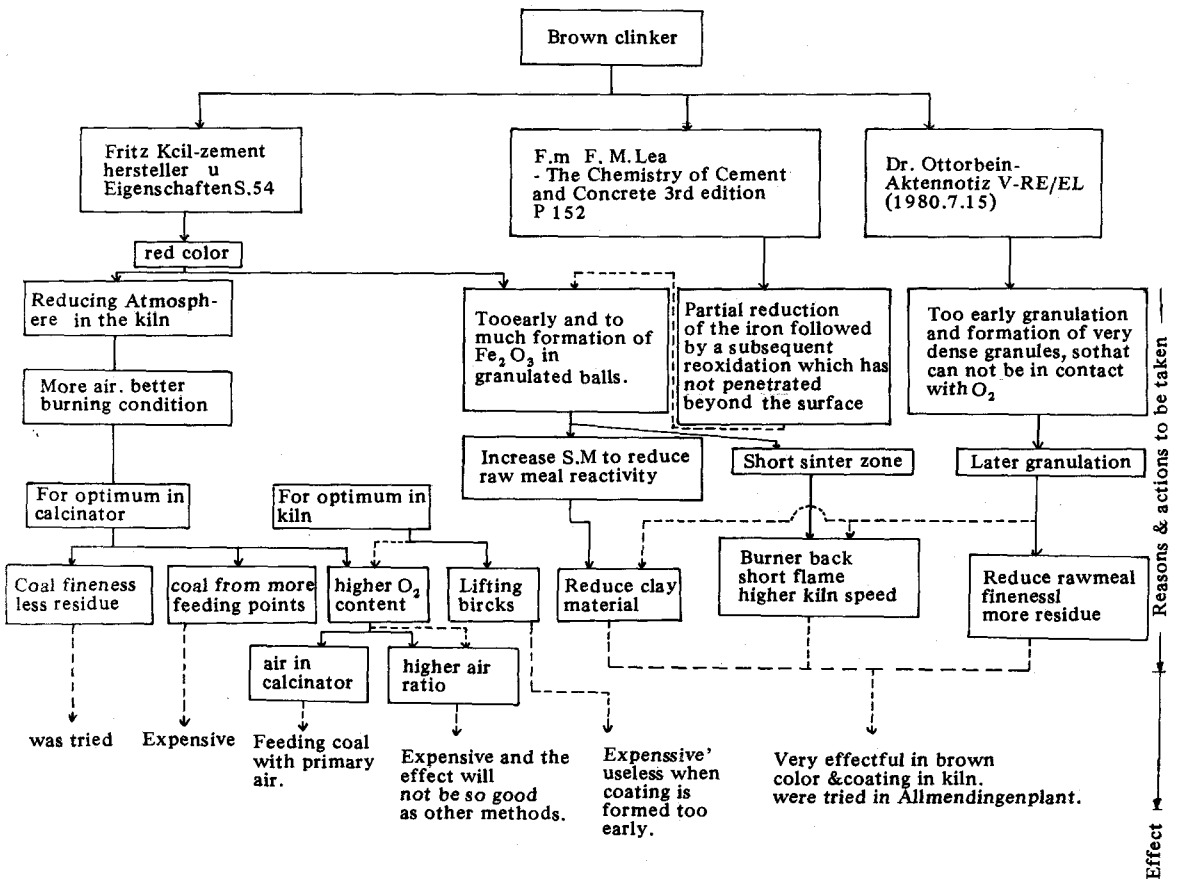 Brown clinker
Fritz Kcil-zement
hersteller u
EigenschaftenS.54
F.m F. M. Lea
- The Chemistry of Cement
and Concrete 3rd edition
P 152
Dr. Ottorbein-
Aktennotiz V-RE/EL
(1980.7.15)
red color
Reducing Atmosph-
ere in the kiln
Tooearly and to
much formation of
Fe₂O₃ in
granulated balls.
Partial reduction
of the iron followed
by a subsequent
reoxidation which has
not penetrated
beyond the surface
Too early granulation
and formation of very
dense granules, sothat
can not be in contact
with O₂
More air. better
burning condition
Increase S.M to reduce
raw meal reactivity
Short sinter zone
Later granulation
For optimum in
calcinator
For optimum in
kiln
Coal fineness
less residue
coal from more
feeding points
higher O₂
content
Lifting
bircks
Reduce clay
material
Burner back
short flame
higher kiln speed
Reduce rawmeal
finenessl
more residue
air in
calcinator
higher air
ratio
was tried
Expensive
Feeding coal
with primary
air.
Expensive and the
effect will
not be so good
as other methods.
Expenssive'
useless when
coating is
formed too
early.
Very effectful in brown
color &coating in kiln.
were tried in Allmendingenplant.
Reasons & actions to be taken
Effect